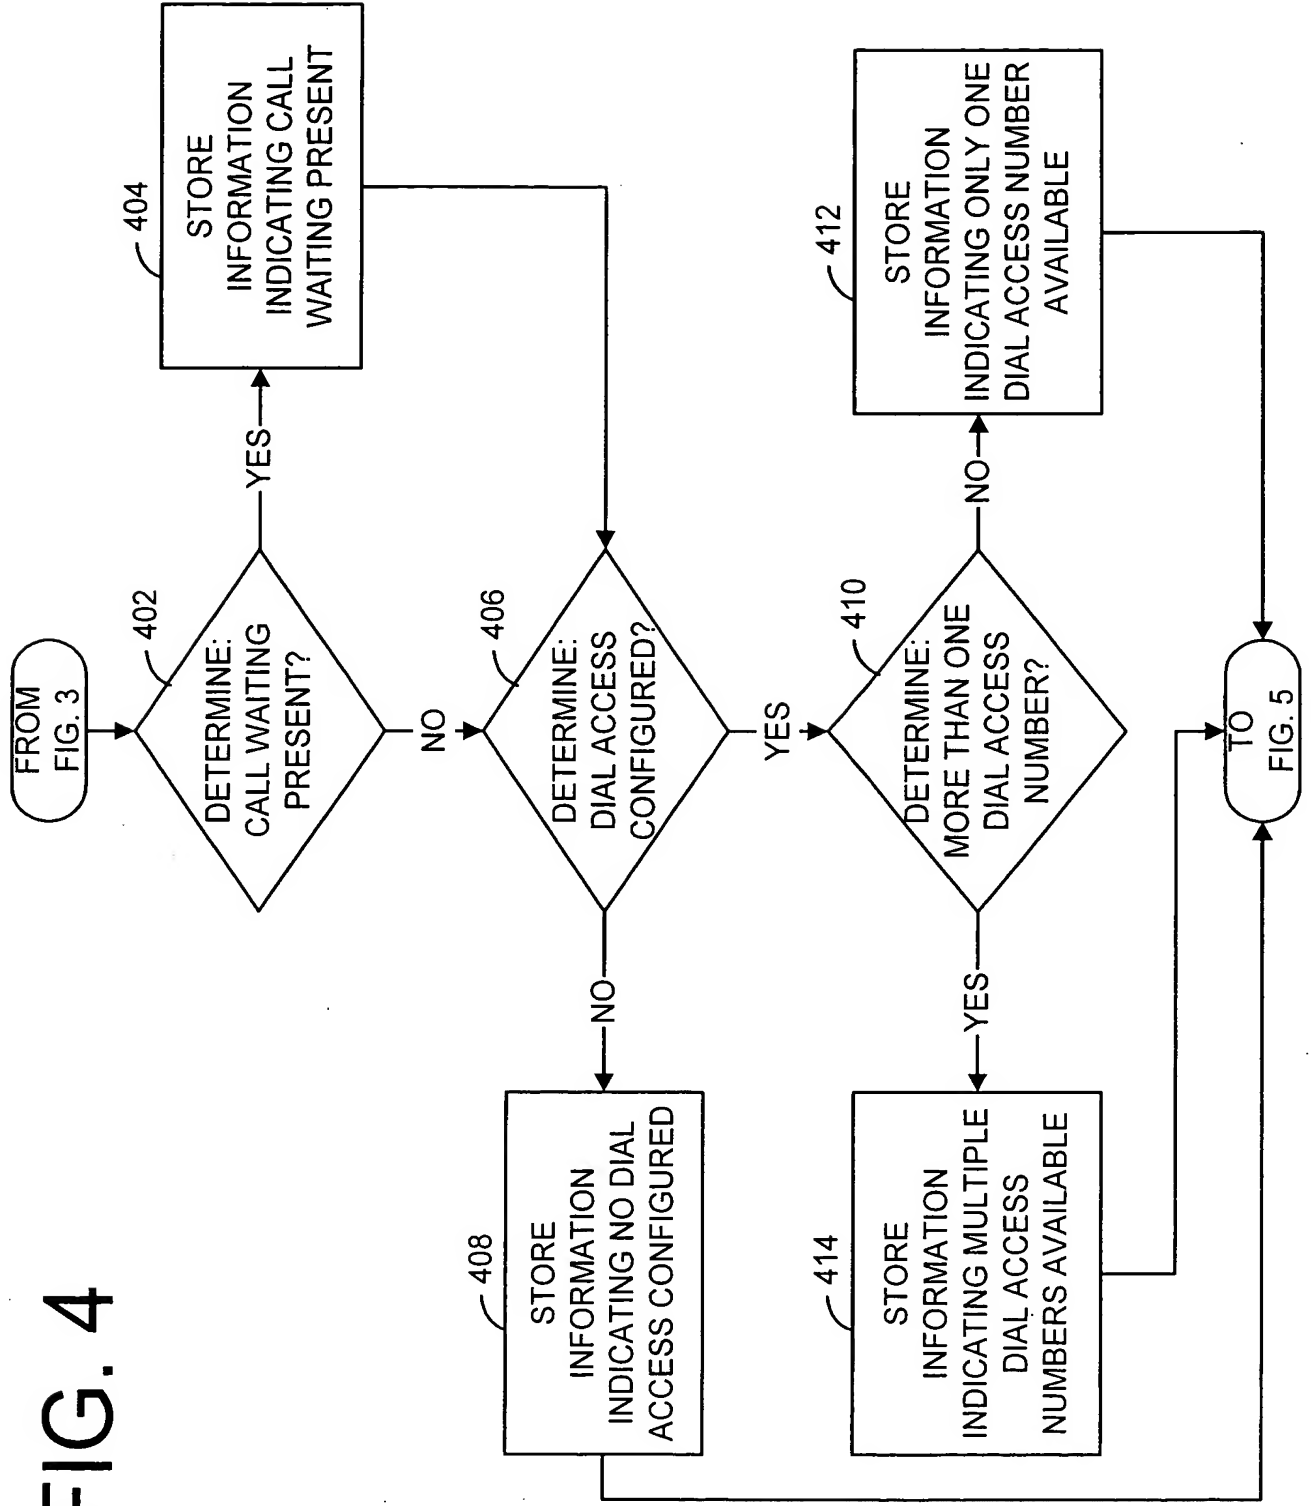 FIG. 4
FROM
FIG. 3
402
DETERMINE:
CALL WAITING
PRESENT?
YES
404
STORE
INFORMATION
INDICATING CALL
WAITING PRESENT
NO
406
DETERMINE:
DIAL ACCESS
CONFIGURED?
NO
408
STORE
INFORMATION
INDICATING NO DIAL
ACCESS CONFIGURED
YES
410
DETERMINE:
MORE THAN ONE
DIAL ACCESS
NUMBER?
NO
412
STORE
INFORMATION
INDICATING ONLY ONE
DIAL ACCESS NUMBER
AVAILABLE
YES
414
STORE
INFORMATION
INDICATING MULTIPLE
DIAL ACCESS
NUMBERS AVAILABLE
TO
FIG. 5